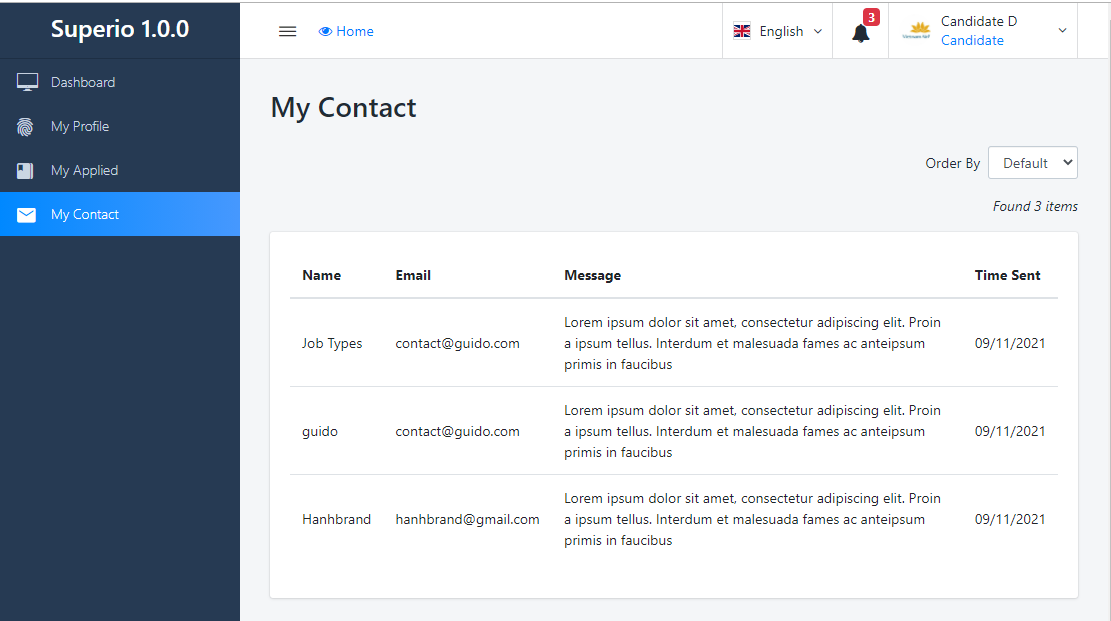 Superio 1.0.0
Home
English
3
Candidate D
Candidate
Dashboard
My Profile
My Applied
My Contact
My Contact
Order By Default
Found 3 items
Name Email Message Time Sent
Lorem ipsum dolor sit amet, consectetur adipiscing elit. Proin
Job Types contact@guido.com a ipsum tellus. Interdum et malesuada fames ac anteipsum 09/11/2021
primis in faucibus
Lorem ipsum dolor sit amet, consectetur adipiscing elit. Proin
guido contact@guido.com a ipsum tellus. Interdum et malesuada fames ac anteipsum 09/11/2021
primis in faucibus
Lorem ipsum dolor sit amet, consectetur adipiscing elit. Proin
Hanhbrand hanhbrand@gmail.com a ipsum tellus. Interdum et malesuada fames ac anteipsum 09/11/2021
primis in faucibus